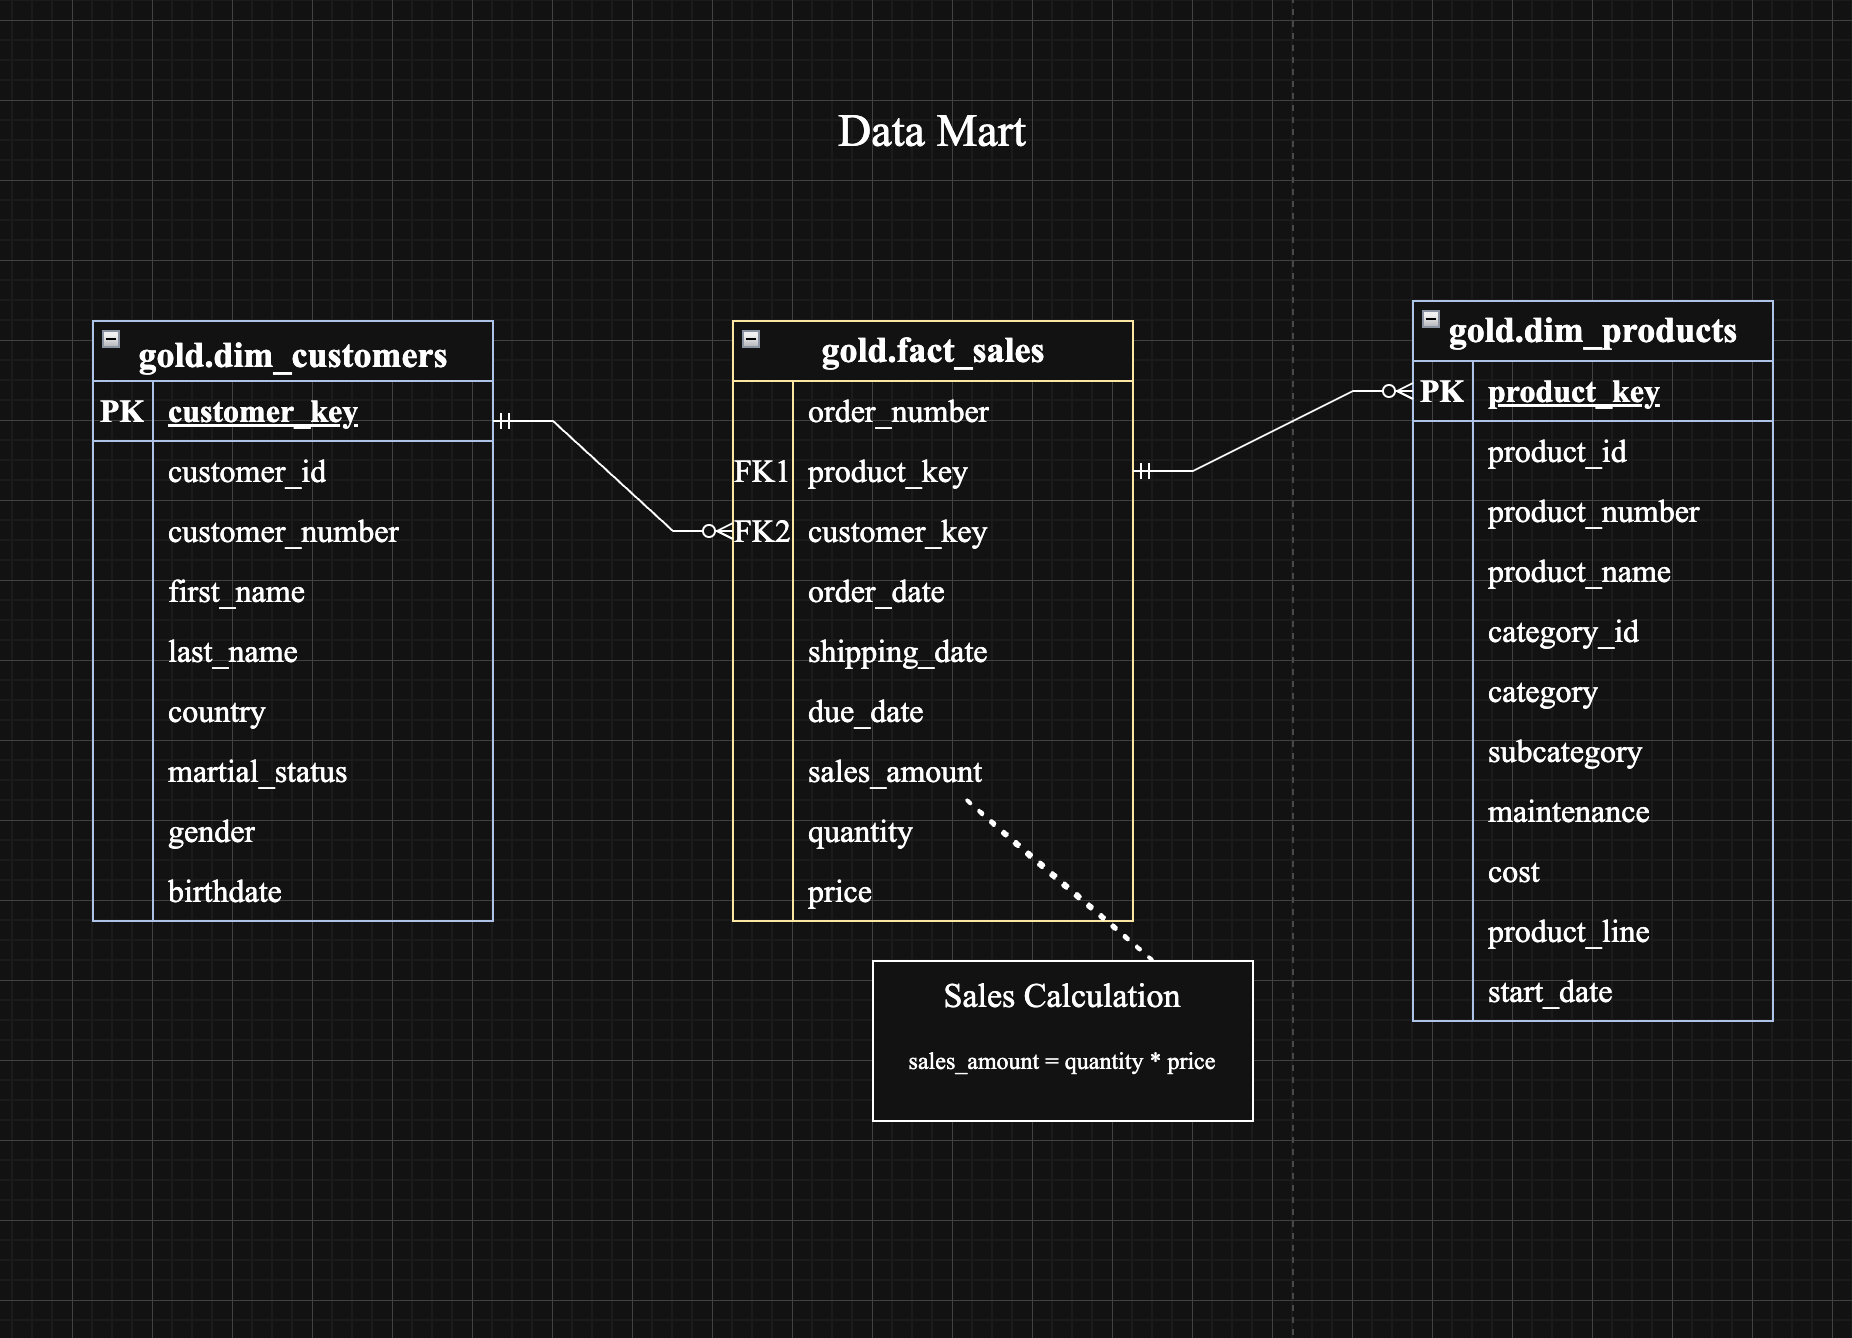 Data Mart
gold.dim_customers
PK customer_key
customer_id
customer_number
first_name
last_name
country
martial_status
gender
birthdate
gold.fact_sales
order_number
FK1 product_key
FK2 customer_key
order_date
shipping_date
due_date
sales_amount
quantity
price
Sales Calculation
sales_amount = quantity * price
gold.dim_products
PK product_key
product_id
product_number
product_name
category_id
category
subcategory
maintenance
cost
product_line
start_date